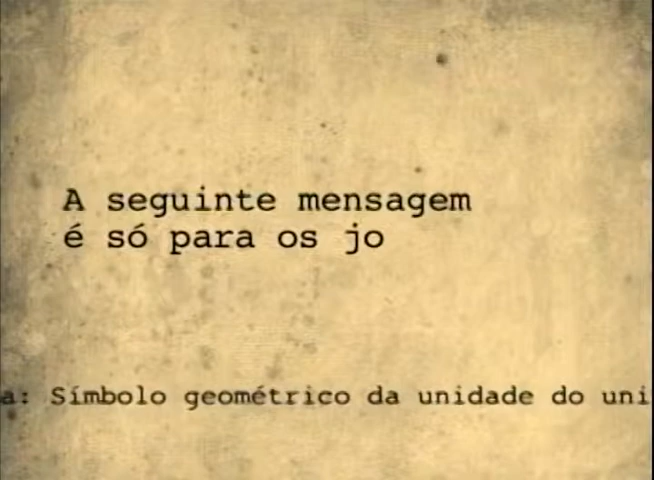 A seguinte mensagem
é só para os jo
a: Símbolo geométrico da unidade do uni